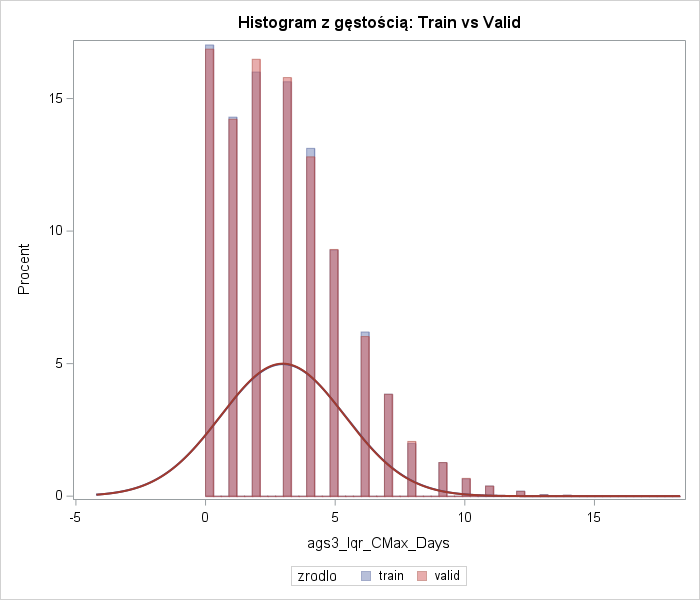 Histogram z gęstością: Train vs Valid
Procent
15
10
5
0
-5 0 5 10 15
ags3_Iqr_CMax_Days
zrodlo train valid